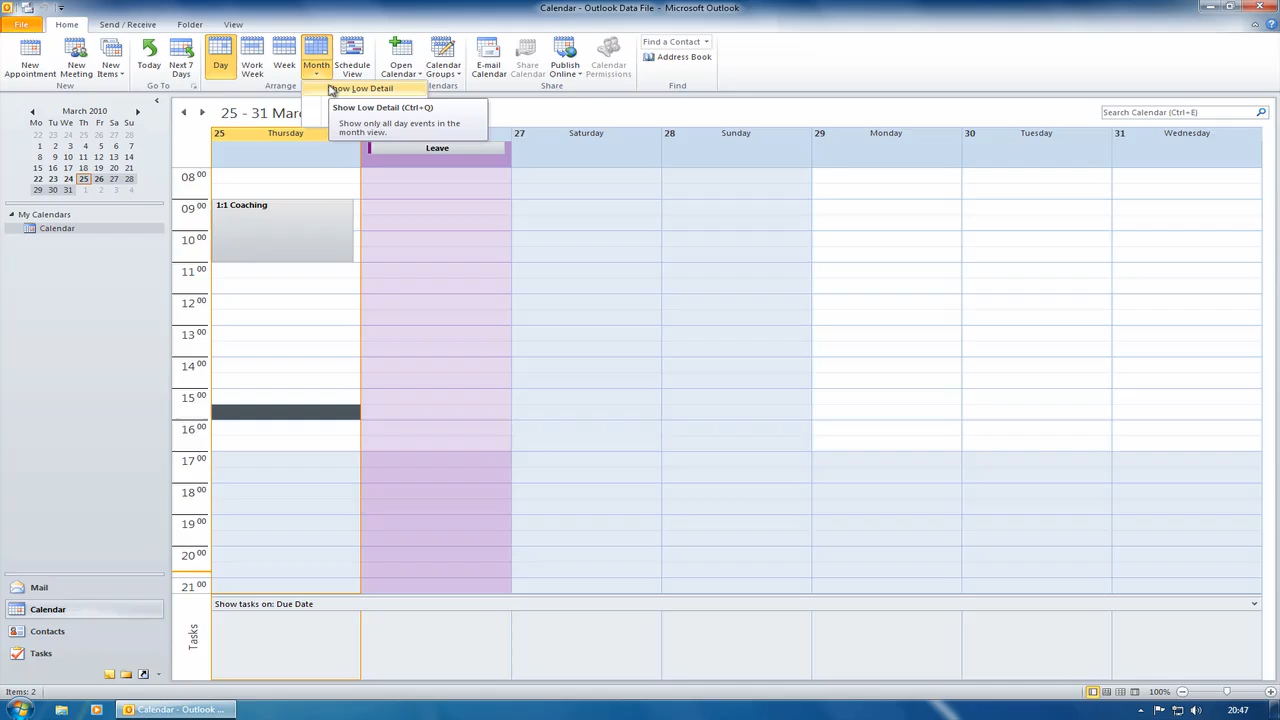 Calendar - Outlook Data File - Microsoft Outlook
File Home Send / Receive Folder View
New Appointment
New Meeting
New Items
Today
Next 7 Days
Day
Work Week
Week
Month
Schedule View
Open Calendar
Calendar Groups
E-mail Calendar
Share Calendar
Publish Online
Calendar Permissions
Find a Contact
Address Book
New
Go To
Arrange
Share
Find
Low Detail
Show Low Detail (Ctrl+Q)
Show only all day events in the
month view.
March 2010
Mo Tu We Th Fr Sa Su
22 23 24 25 26 27 28
1 2 3 4 5 6 7
8 9 10 11 12 13 14
15 16 17 18 19 20 21
22 23 24 25 26 27 28
29 30 31 1 2 3 4
My Calendars
Calendar
25 - 31
Search Calendar (Ctrl+E)
25 Thursday
27 Saturday
28 Sunday
29 Monday
30 Tuesday
31 Wednesday
Leave
08 00
09 00
1:1 Coaching
10 00
11 00
12 00
13 00
14 00
15 00
16 00
17 00
18 00
19 00
20 00
21 00
Show tasks on: Due Date
Tasks
Mail
Calendar
Contacts
Tasks
Items: 2
100%
Calendar - Outlook ...
20:47